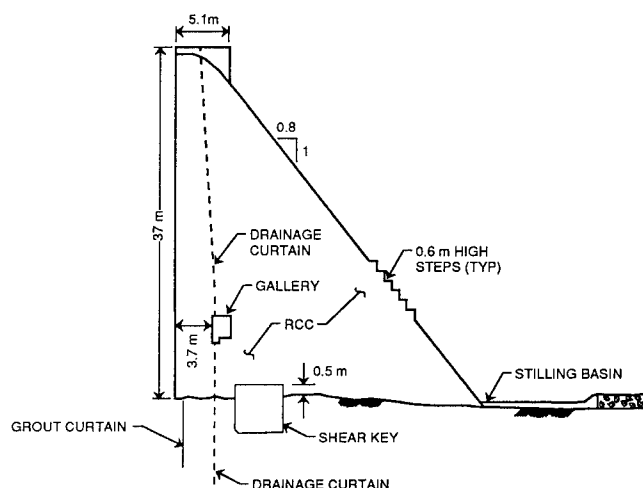 5.1m
0.8
1
37 m
DRAINAGE
CURTAIN
0.6 m HIGH
STEPS (TYP)
GALLERY
RCC
3.7 m
0.5 m
STILLING BASIN
GROUT CURTAIN
SHEAR KEY
DRAINAGE CURTAIN